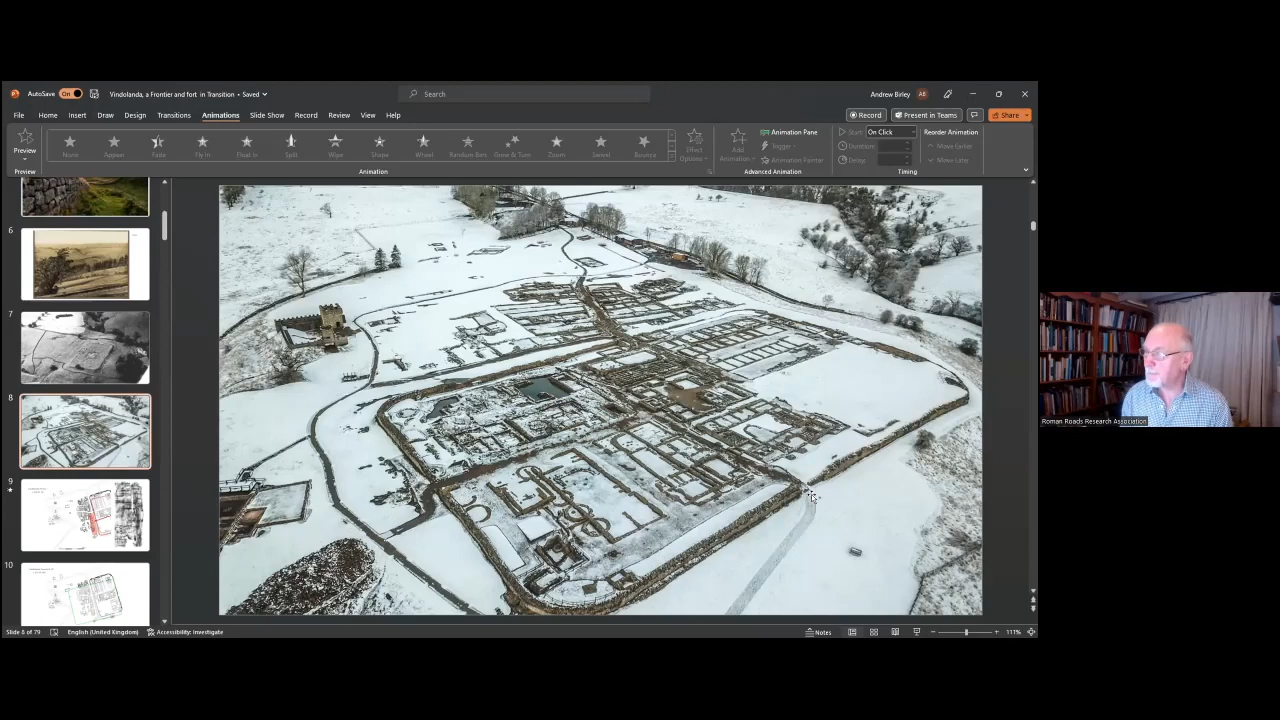 AutoSave On Vindolanda, a Frontier and fort in Transition • Saved Search Andrew Birley AB
File Home Insert Draw Design Transitions Animations Slide Show Record Review View Help Record Present in Teams Share
Preview None Appear Fade Fly In Float In Split Wipe Shape Wheel Random Bars Grow & Turn Zoom Swivel Bounce Effect Options Add Animation
Animation Pane Trigger Animation Painter
Start: On Click Duration: Delay:
Reorder Animation Move Earlier Move Later
Preview Animation Advanced Animation Timing
6
7
8
9
10
Roman Roads Research Association
Slide 8 of 79 English (United Kingdom) Accessibility: Investigate Notes 111%